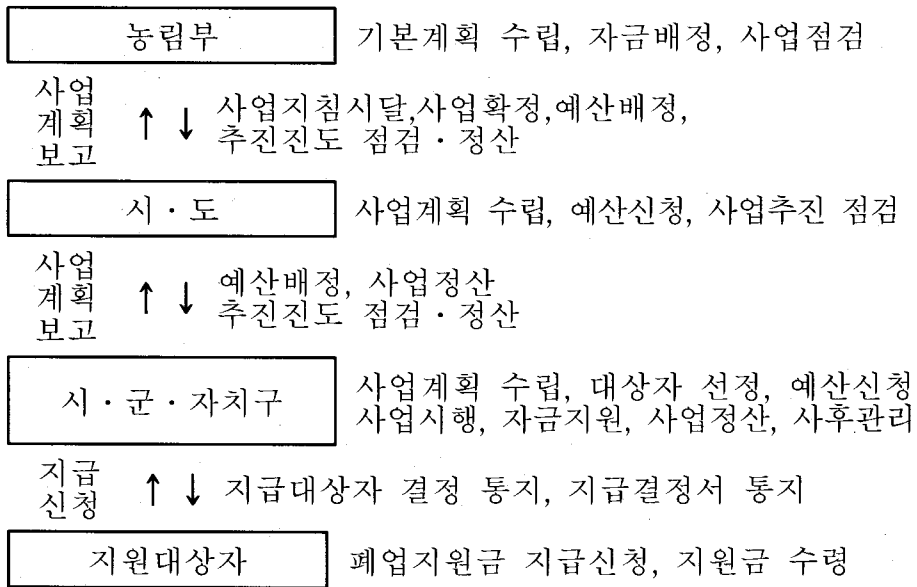 농림부 기본계획 수립, 자금배정, 사업점검
사업
계획
보고
↑ ↓
사업지침시달,사업확정,예산배정,
추진진도 점검·정산
시·도 사업계획 수립, 예산신청, 사업추진 점검
사업
계획
보고
↑ ↓
예산배정, 사업정산
추진진도 점검·정산
시·군·자치구
사업계획 수립, 대상자 선정, 예산신청
사업시행, 자금지원, 사업정산, 사후관리
지급
신청
↑ ↓ 지급대상자 결정 통지, 지급결정서 통지
지원대상자 폐업지원금 지급신청, 지원금 수령